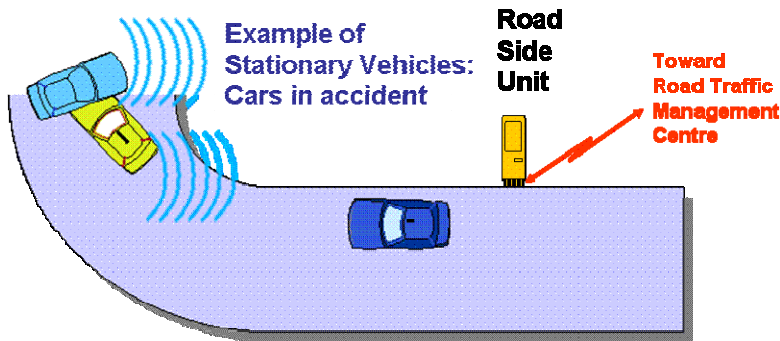 Example of
Stationary Vehicles:
Cars in accident
Road
Side
Unit
Toward
Road Traffic
Management
Centre